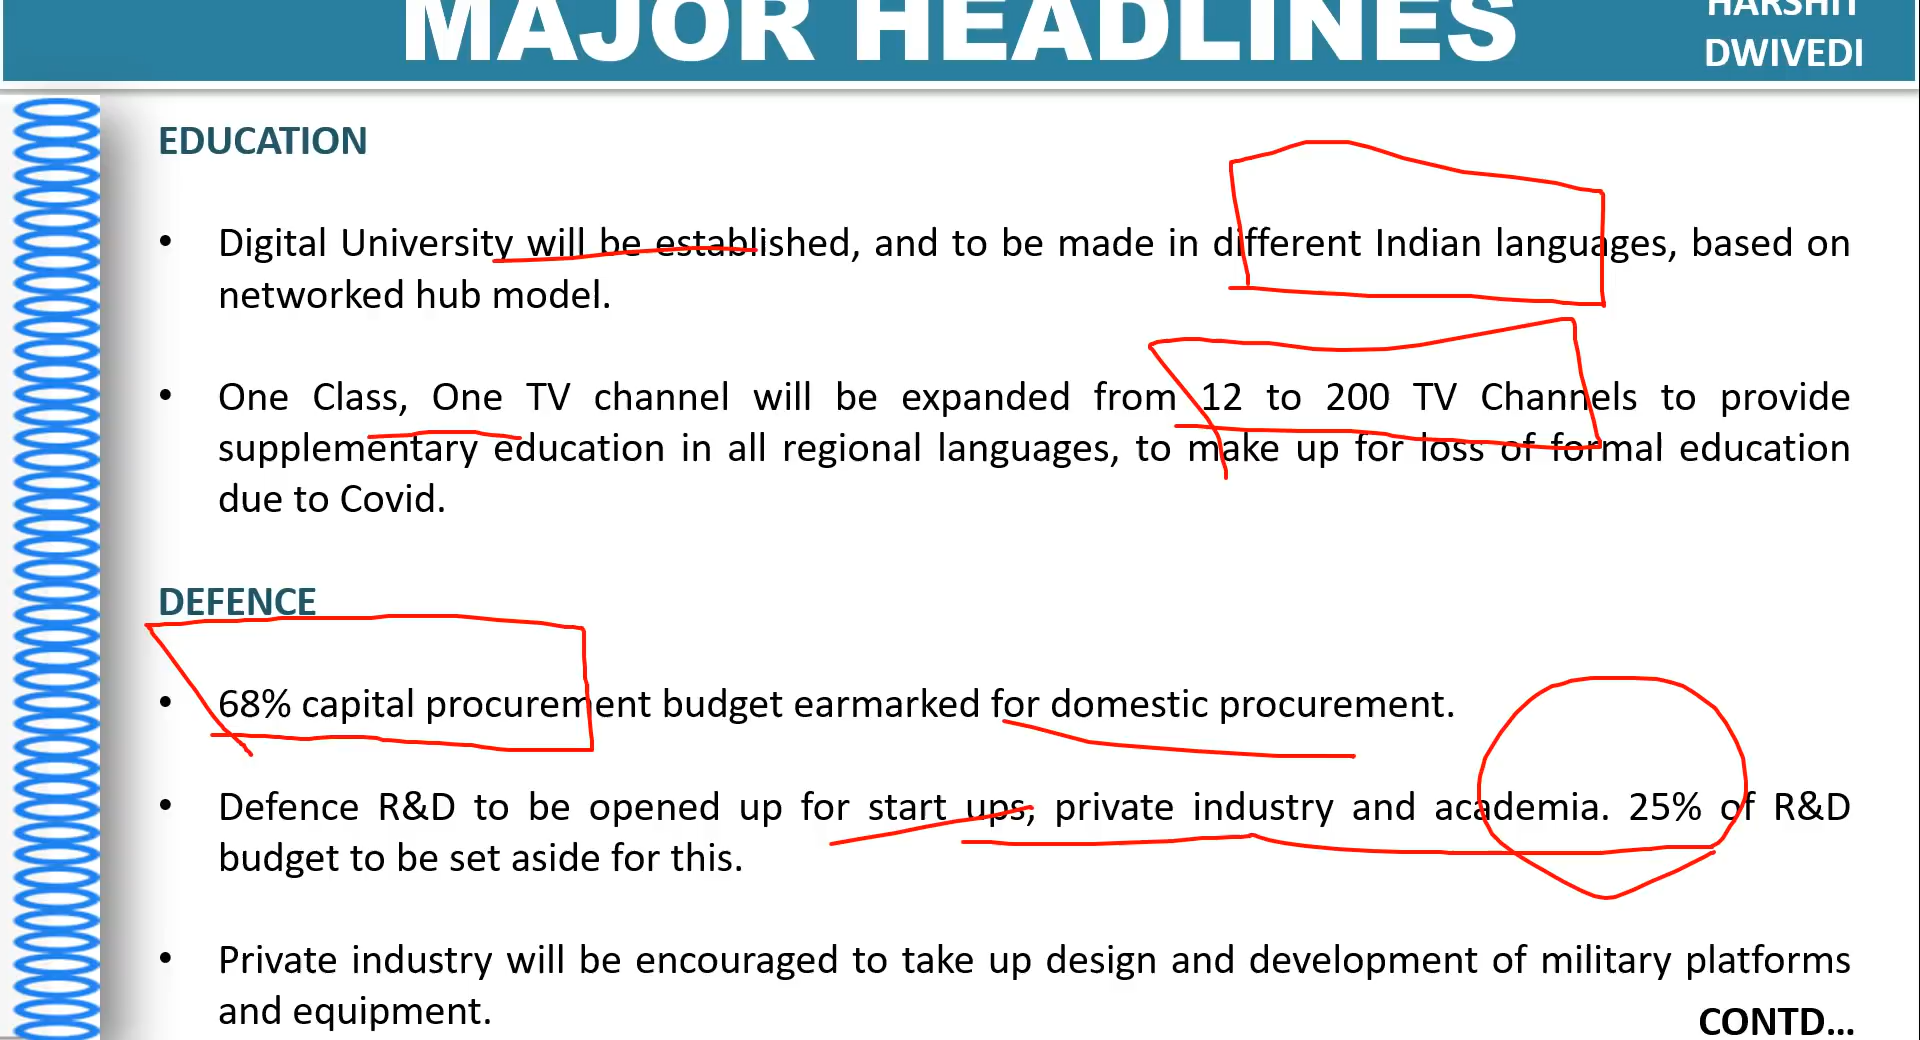 MAJOR HEADLINES
HARSHIT
DWIVEDI
EDUCATION
• Digital University will be established, and to be made in different Indian languages, based on
networked hub model.
• One Class, One TV channel will be expanded from 12 to 200 TV Channels to provide
supplementary education in all regional languages, to make up for loss of formal education
due to Covid.
DEFENCE
• 68% capital procurement budget earmarked for domestic procurement.
• Defence R&D to be opened up for start ups, private industry and academia. 25% of R&D
budget to be set aside for this.
• Private industry will be encouraged to take up design and development of military platforms
and equipment.
CONTD...